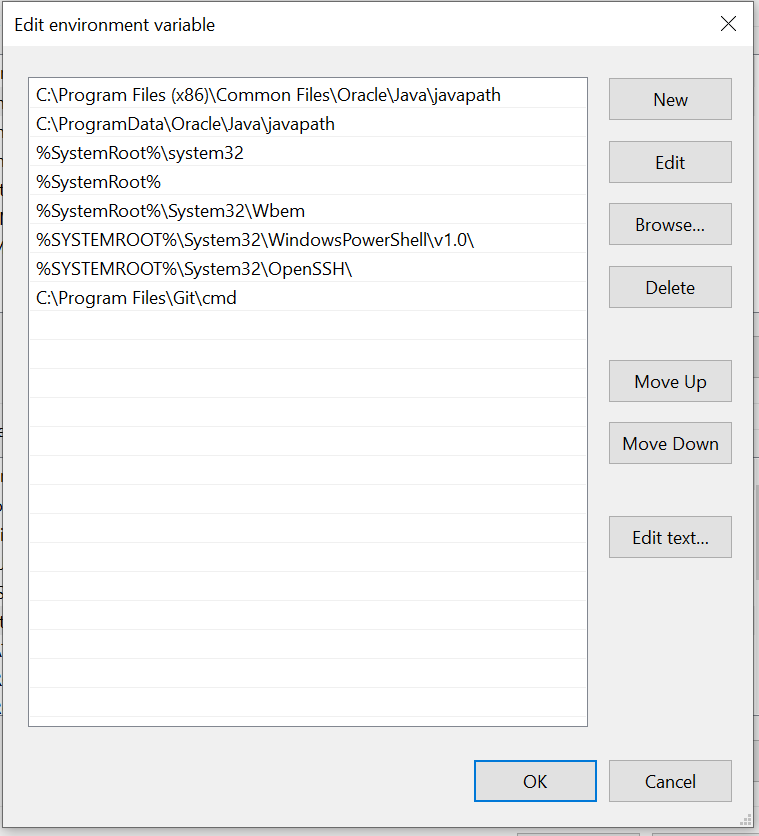 Edit environment variable
C:\Program Files (x86)\Common Files\Oracle\Java\javapath
C:\ProgramData\Oracle\Java\javapath
%SystemRoot%\system32
%SystemRoot%
%SystemRoot%\System32\Wbem
%SYSTEMROOT%\System32\WindowsPowerShell\v1.0\
%SYSTEMROOT%\System32\OpenSSH\
C:\Program Files\Git\cmd
New
Edit
Browse...
Delete
Move Up
Move Down
Edit text...
OK
Cancel